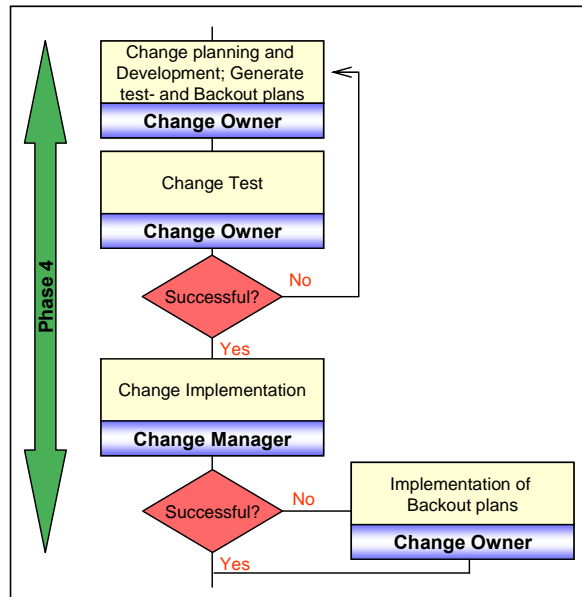 Change planning and
Development; Generate
test- and Backout plans
Change Owner
Change Test
Change Owner
Successful?
No
Yes
Phase 4
Change Implementation
Change Manager
Successful?
No
Implementation of
Backout plans
Change Owner
Yes